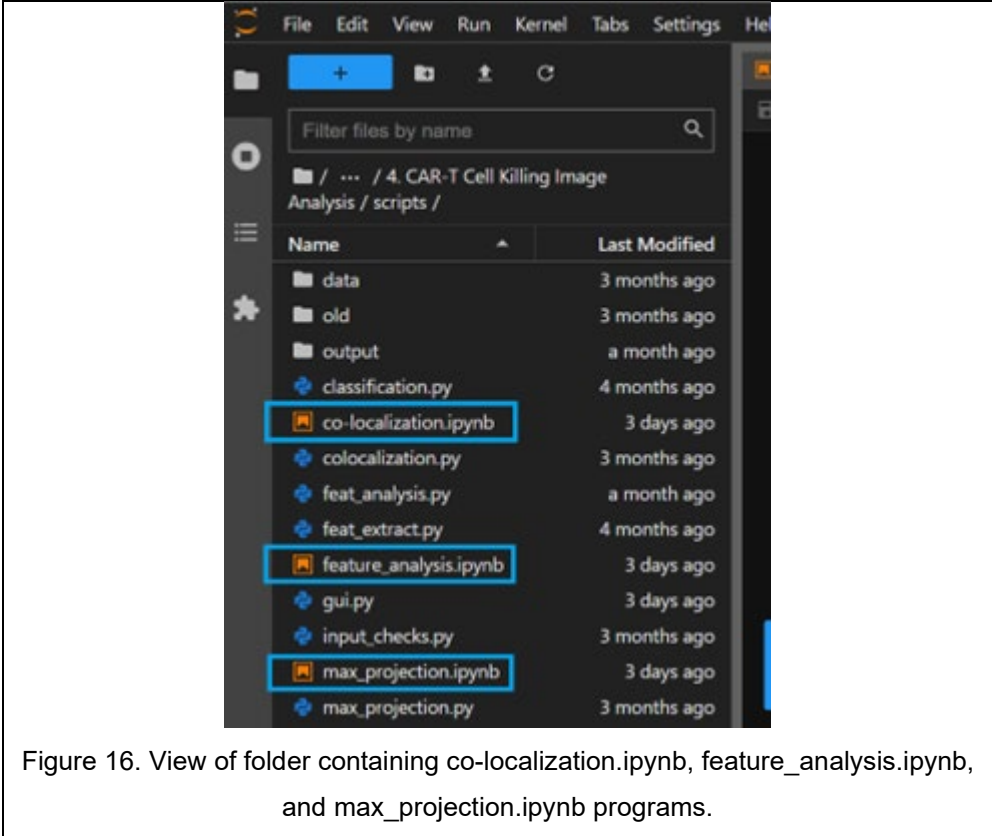 File Edit View Run Kernel Tabs Settings Hel
+
Filter files by name
/ ··· / 4. CAR-T Cell Killing Image
Analysis / scripts /
Name Last Modified
data 3 months ago
old 3 months ago
output a month ago
classification.py 4 months ago
co-localization.ipynb 3 days ago
colocalization.py 3 months ago
feat_analysis.py a month ago
feat_extract.py 4 months ago
feature_analysis.ipynb 3 days ago
gui.py 3 days ago
input_checks.py 3 months ago
max_projection.ipynb 3 days ago
max_projection.py 3 months ago
Figure 16. View of folder containing co-localization.ipynb, feature_analysis.ipynb,
and max_projection.ipynb programs.